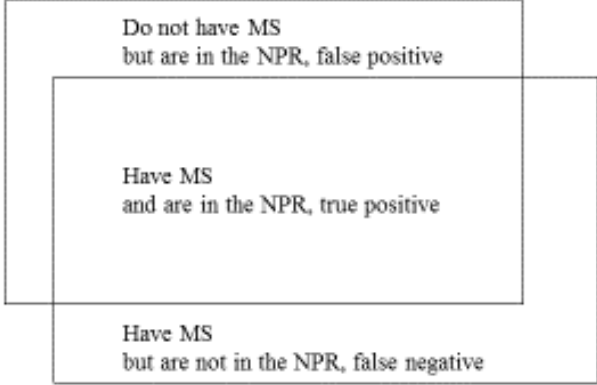 Do not have MS
but are in the NPR, false positive
Have MS
and are in the NPR, true positive
Have MS
but are not in the NPR, false negative